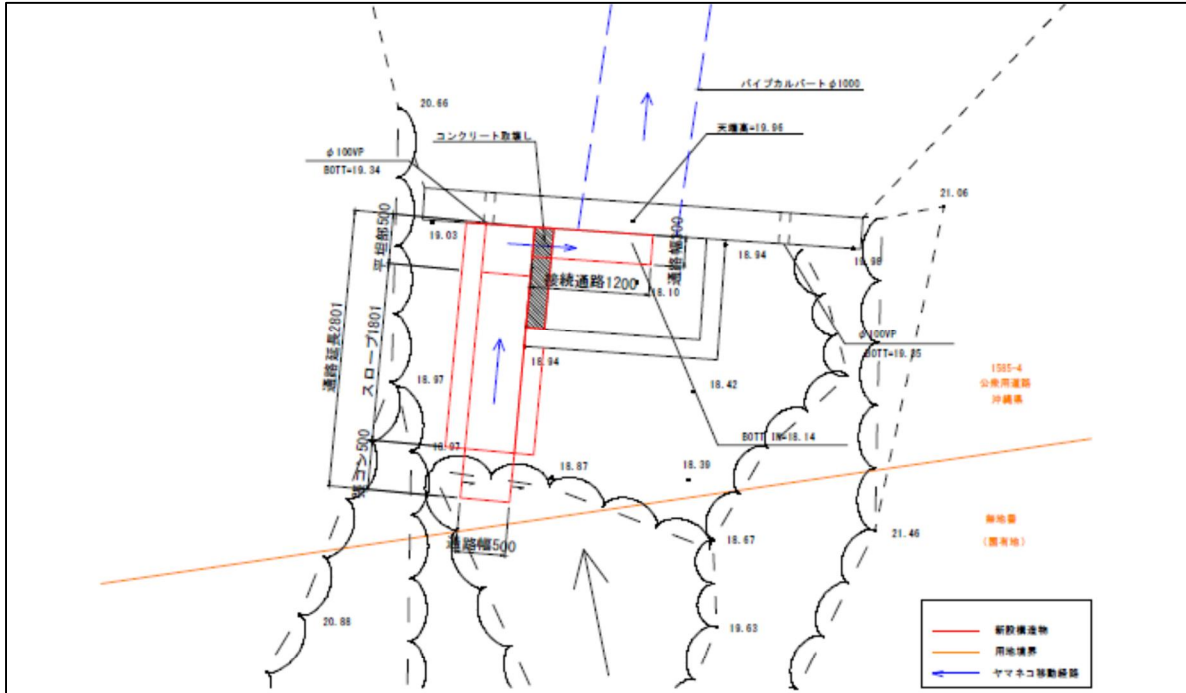 パイプカルバートφ1000
20.66
天端高=19.96
コンクリート取壊し
φ100VP
BOTT=19.34
21.06
平坦部500
19.03
通路幅300
18.94
19.98
接続通路1200
18.10
通路延長2801
スロープ1801
φ100VP
BOTT=19.35
18.94
1585-4
公衆用道路
沖縄県
18.97
18.42
BOTT IN=18.14
18.97
500
18.87
18.39
無地番
(国有地)
通路幅500
18.67
21.46
20.88
19.63
新設構造物
用地境界
ヤマネコ移動経路